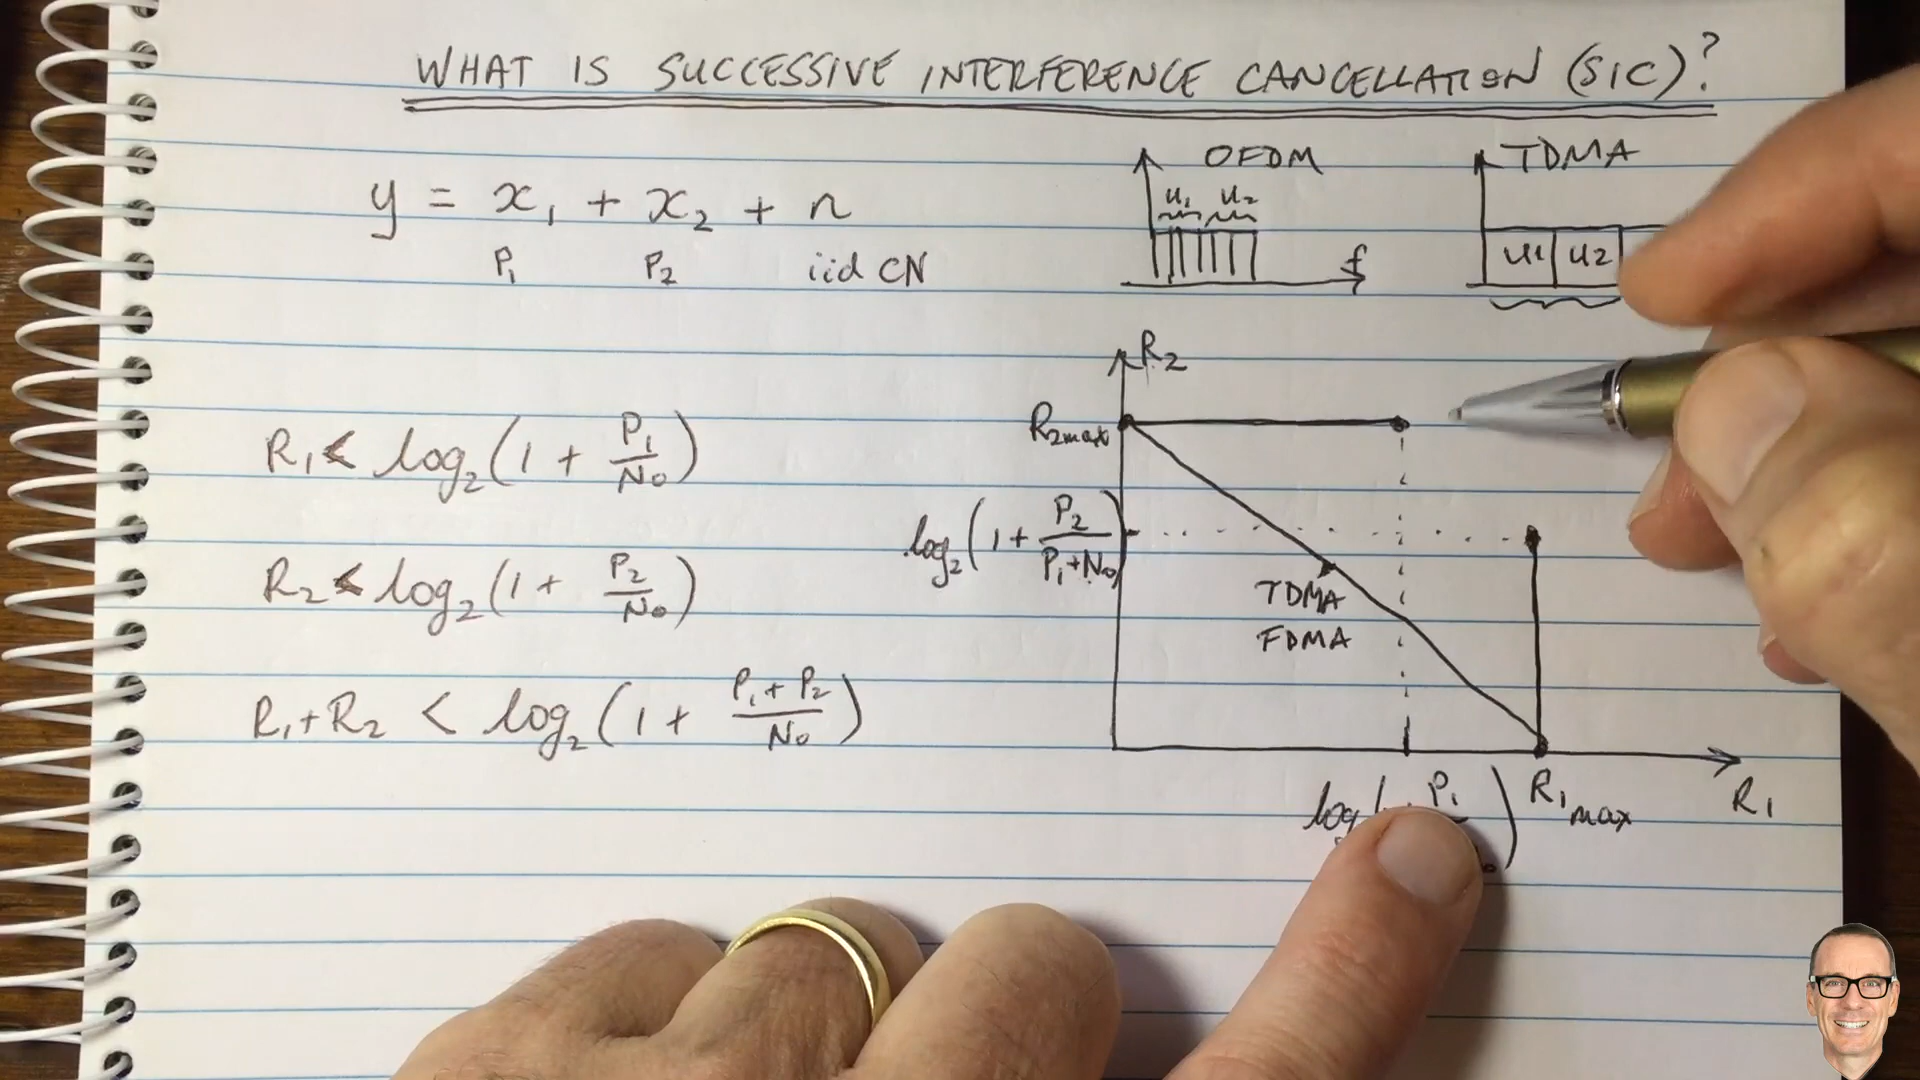 WHAT IS SUCCESSIVE INTERFERENCE CANCELLATION (SIC)?
OFDM
TDMA
y = x₁ + x₂ + n
u₁ u₂
P₁ P₂ iid CN
f
u1 u2
R₂
R₂max
R₁ < log₂(1 + P₁/N₀)
log₂(1 + P₂/P₁+N₀)
R₂ < log₂(1 + P₂/N₀)
TDMA
FDMA
R₁+R₂ < log₂(1 + P₁+P₂/N₀)
log ( P₁ )
R₁max
R₁